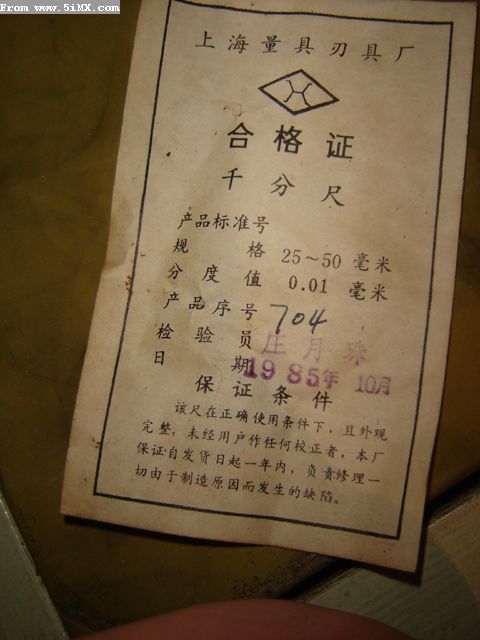 From www.5iMX.com
上海量具刃具厂
合格证
千分尺
产品标准号
规格 25～50 毫米
分度值 0.01 毫米
产品序号 704
检验员 庄月珠
日期 1985年 10月
保证条件
该尺在正确使用条件下，且外观
完整，未经用户作任何校正者，本厂
保证自发货日起一年内，负责修理一
切由于制造原因而发生的缺陷。